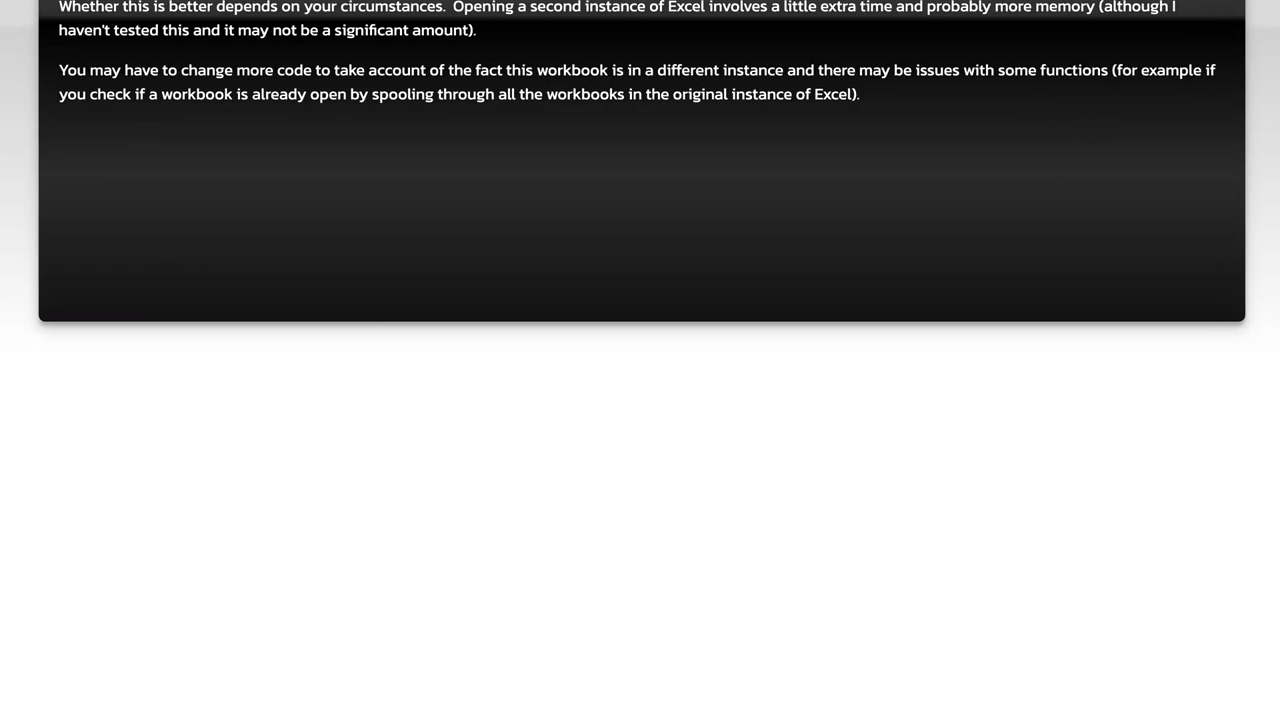 Whether this is better depends on your circumstances.  Opening a second instance of Excel involves a little extra time and probably more memory (although I
haven't tested this and it may not be a significant amount).
You may have to change more code to take account of the fact this workbook is in a different instance and there may be issues with some functions (for example if
you check if a workbook is already open by spooling through all the workbooks in the original instance of Excel).